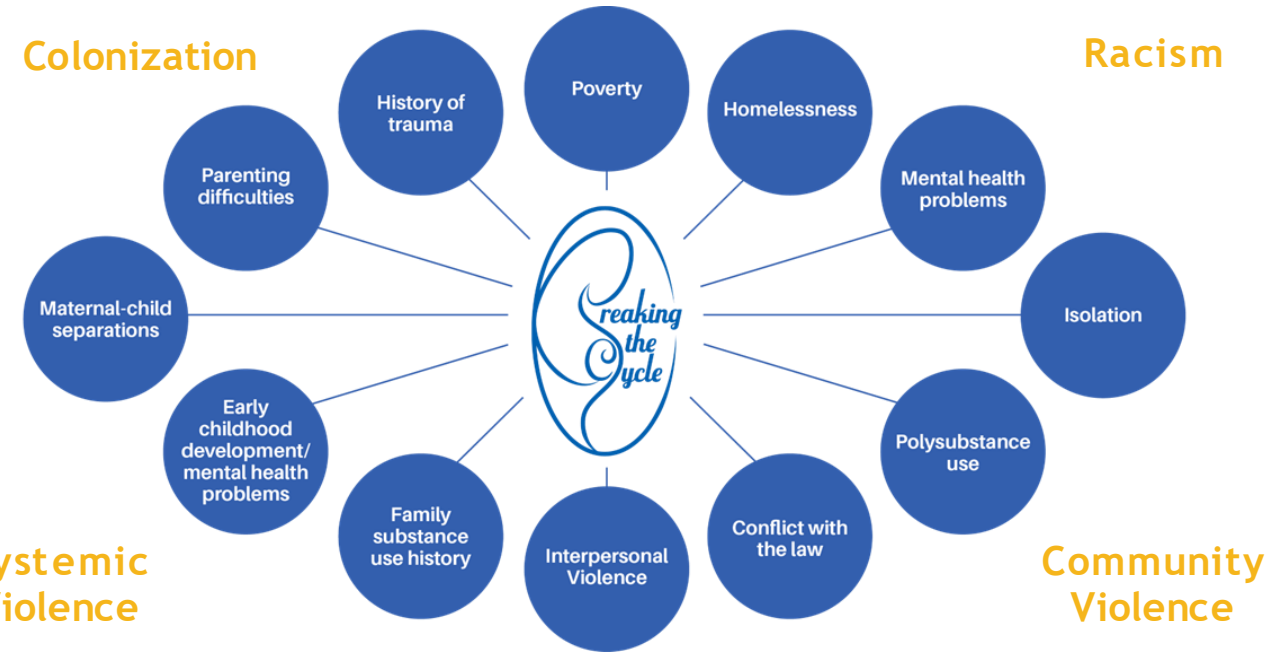 Colonization
Racism
Poverty
History of
trauma
Homelessness
Parenting
difficulties
Mental health
problems
Maternal-child
separations
Breaking
the
Cycle
Isolation
Early
childhood
development/
mental health
problems
Polysubstance
use
Family
substance
use history
Interpersonal
Violence
Conflict with
the law
ystemic
iolence
Community
Violence